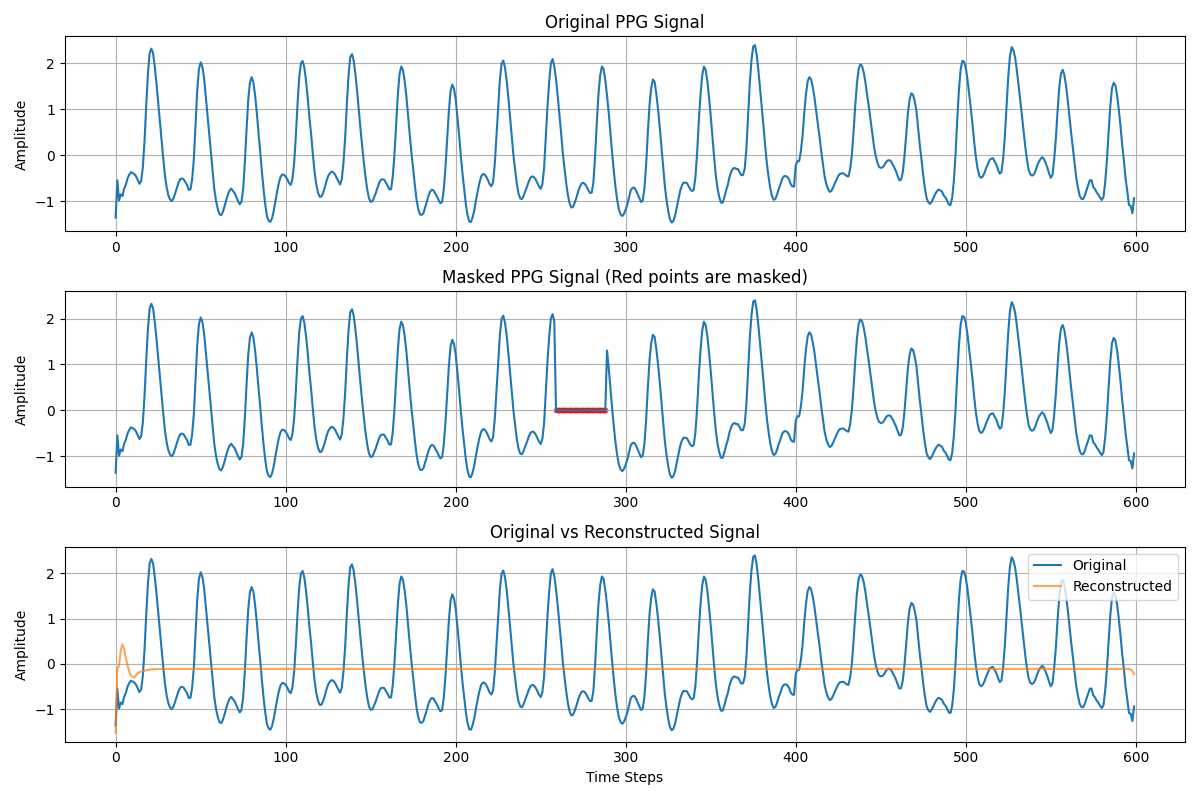 Original PPG Signal
Amplitude
2
1
0
−1
0 100 200 300 400 500 600
Masked PPG Signal (Red points are masked)
Amplitude
2
1
0
−1
0 100 200 300 400 500 600
Original vs Reconstructed Signal
Amplitude
2
1
0
−1
Original
Reconstructed
0 100 200 300 400 500 600
Time Steps